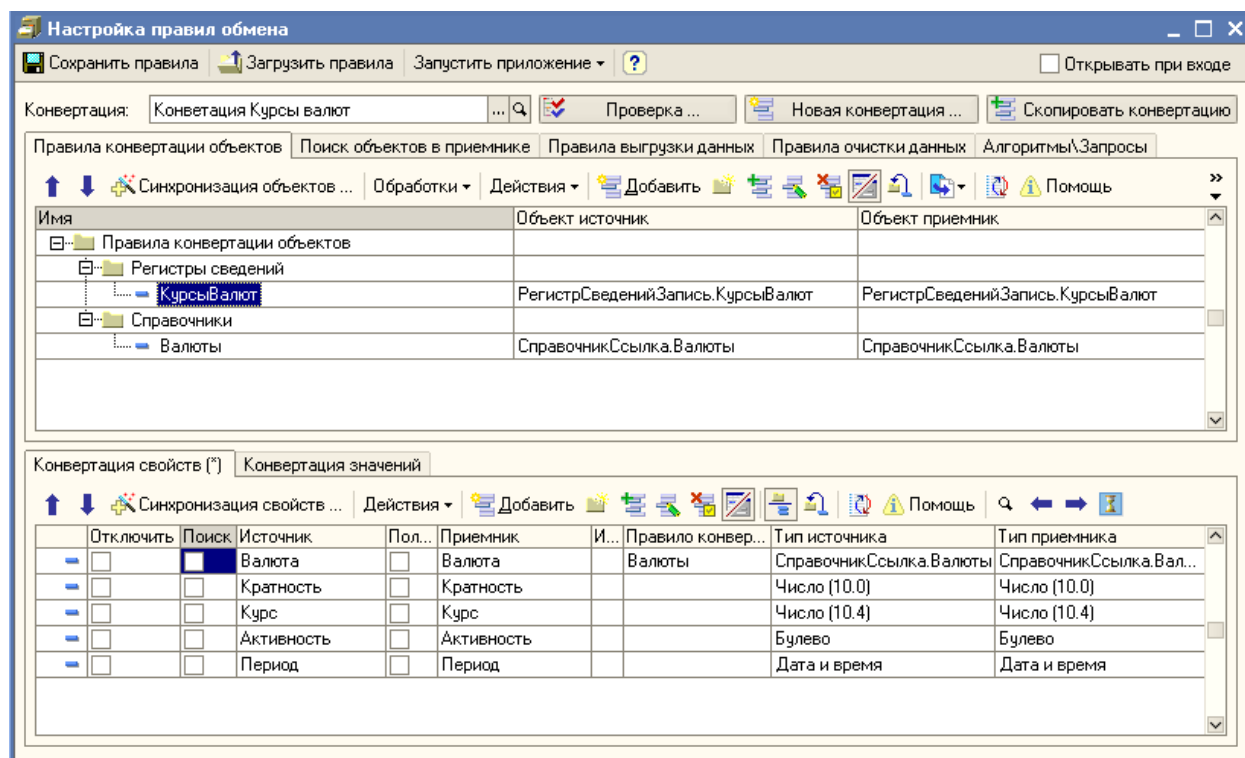 Настройка правил обмена
Сохранить правила Загрузить правила Запустить приложение ? Открывать при входе
Конвертация: Конветация Курсы валют ... Проверка ... Новая конвертация ... Скопировать конвертацию
Правила конвертации объектов Поиск объектов в приемнике Правила выгрузки данных Правила очистки данных Алгоритмы\Запросы
Синхронизация объектов ... Обработки Действия Добавить Помощь
Имя Объект источник Объект приемник
Правила конвертации объектов
Регистры сведений
КурсыВалют РегистрСведенийЗапись.КурсыВалют РегистрСведенийЗапись.КурсыВалют
Справочники
Валюты СправочникСсылка.Валюты СправочникСсылка.Валюты
Конвертация свойств (*) Конвертация значений
Синхронизация свойств ... Действия Добавить Помощь
Отключить Поиск Источник Пол... Приемник И... Правило конвер... Тип источника Тип приемника
Валюта Валюта Валюты СправочникСсылка.Валюты СправочникСсылка.Вал...
Кратность Кратность Число (10.0) Число (10.0)
Курс Курс Число (10.4) Число (10.4)
Активность Активность Булево Булево
Период Период Дата и время Дата и время